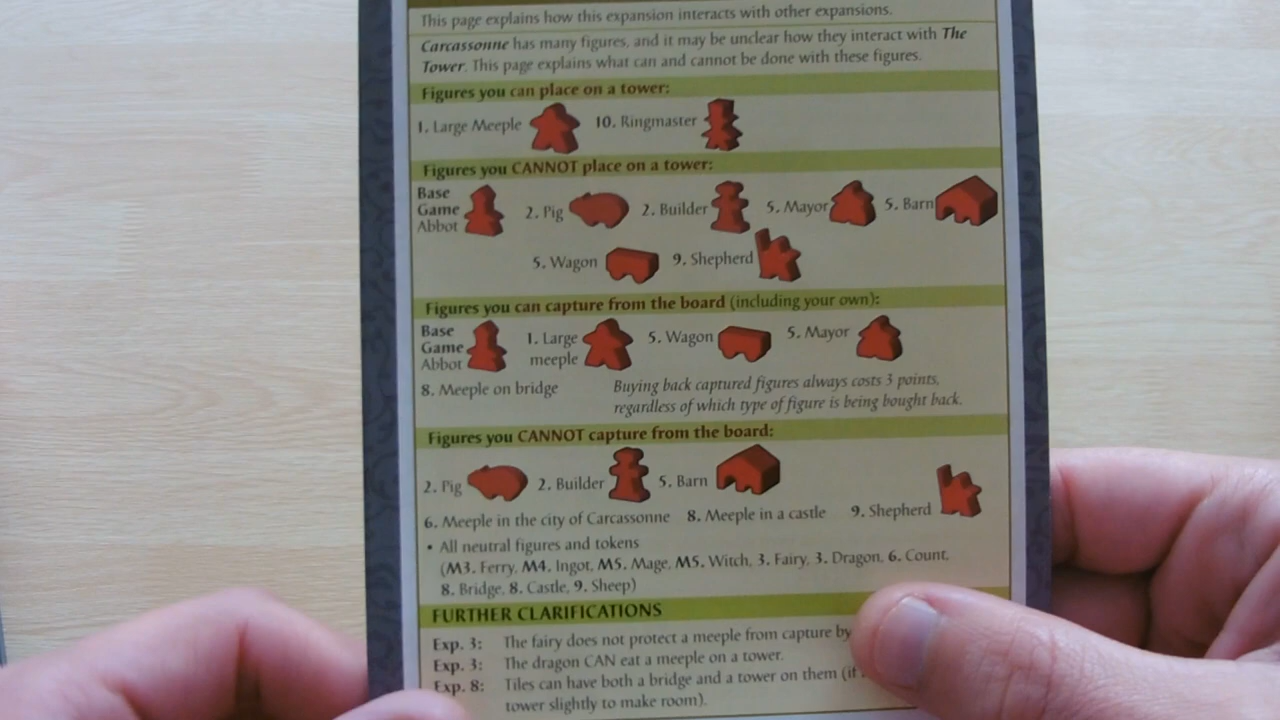 This page explains how this expansion interacts with other expansions.
Carcassonne has many figures, and it may be unclear how they interact with The
Tower. This page explains what can and cannot be done with these figures.
Figures you can place on a tower:
1. Large Meeple 10. Ringmaster
Figures you CANNOT place on a tower:
Base
Game
Abbot
2. Pig 2. Builder 5. Mayor 5. Barn
5. Wagon 9. Shepherd
Figures you can capture from the board (including your own):
Base
Game
Abbot
1. Large
meeple
5. Wagon 5. Mayor
8. Meeple on bridge
Buying back captured figures always costs 3 points,
regardless of which type of figure is being bought back.
Figures you CANNOT capture from the board:
2. Pig 2. Builder 5. Barn
6. Meeple in the city of Carcassonne 8. Meeple in a castle 9. Shepherd
• All neutral figures and tokens
(M3. Ferry, M4. Ingot, M5. Mage, M5. Witch, 3. Fairy, 3. Dragon, 6. Count,
8. Bridge, 8. Castle, 9. Sheep)
FURTHER CLARIFICATIONS
Exp. 3: The fairy does not protect a meeple from capture by
Exp. 3: The dragon CAN eat a meeple on a tower.
Exp. 8: Tiles can have both a bridge and a tower on them (if
tower slightly to make room).